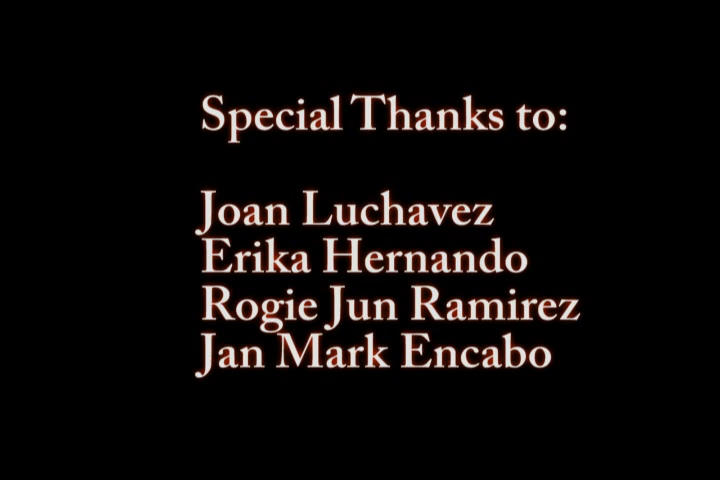 Special Thanks to:
Joan Luchavez
Erika Hernando
Rogie Jun Ramirez
Jan Mark Encabo